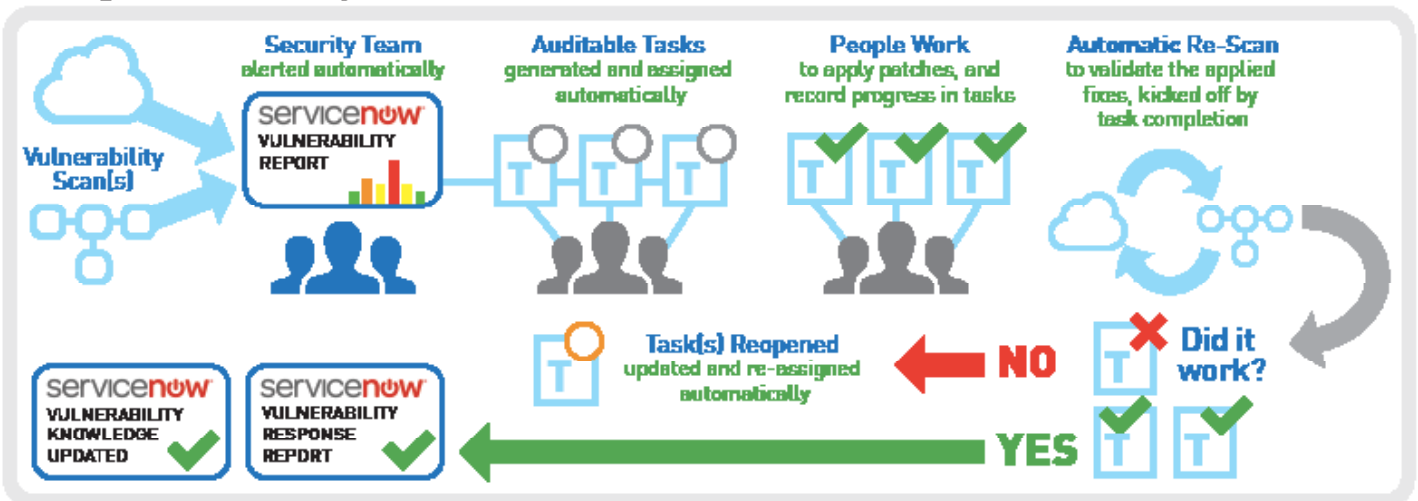 Security Team
alerted automatically
Auditable Tasks
generated and assigned
automatically
People Work
to apply patches, and
record progress in tasks
Automatic Re-Scan
to validate the applied
fixes, kicked off by
task completion
Vulnerability
Scan(s)
servicenow
VULNERABILITY
REPORT
T
T
T
T
T
T
Did it
work?
T
NO
Task(s) Reopened
updated and re-assigned
automatically
T
YES
T
T
servicenow
VULNERABILITY
RESPONSE
REPORT
servicenow
VULNERABILITY
KNOWLEDGE
UPDATED